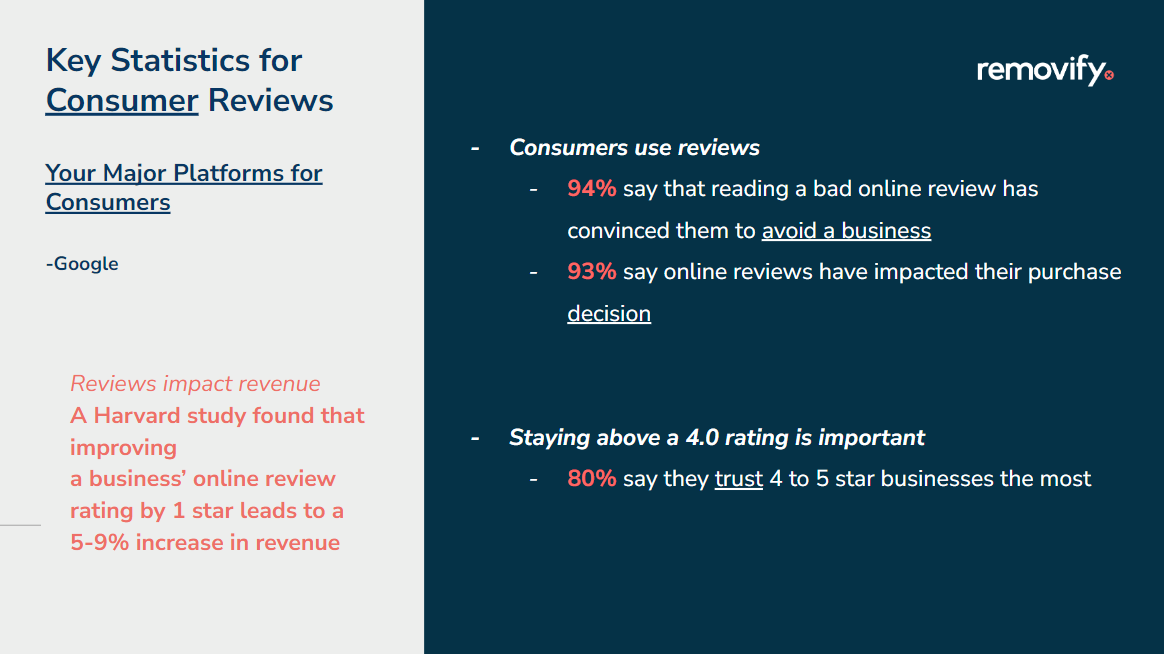 Key Statistics for
Consumer Reviews
Your Major Platforms for
Consumers
-Google
Reviews impact revenue
A Harvard study found that
improving
a business’ online review
rating by 1 star leads to a
5-9% increase in revenue
removify
- Consumers use reviews
- 94% say that reading a bad online review has
convinced them to avoid a business
- 93% say online reviews have impacted their purchase
decision
- Staying above a 4.0 rating is important
- 80% say they trust 4 to 5 star businesses the most